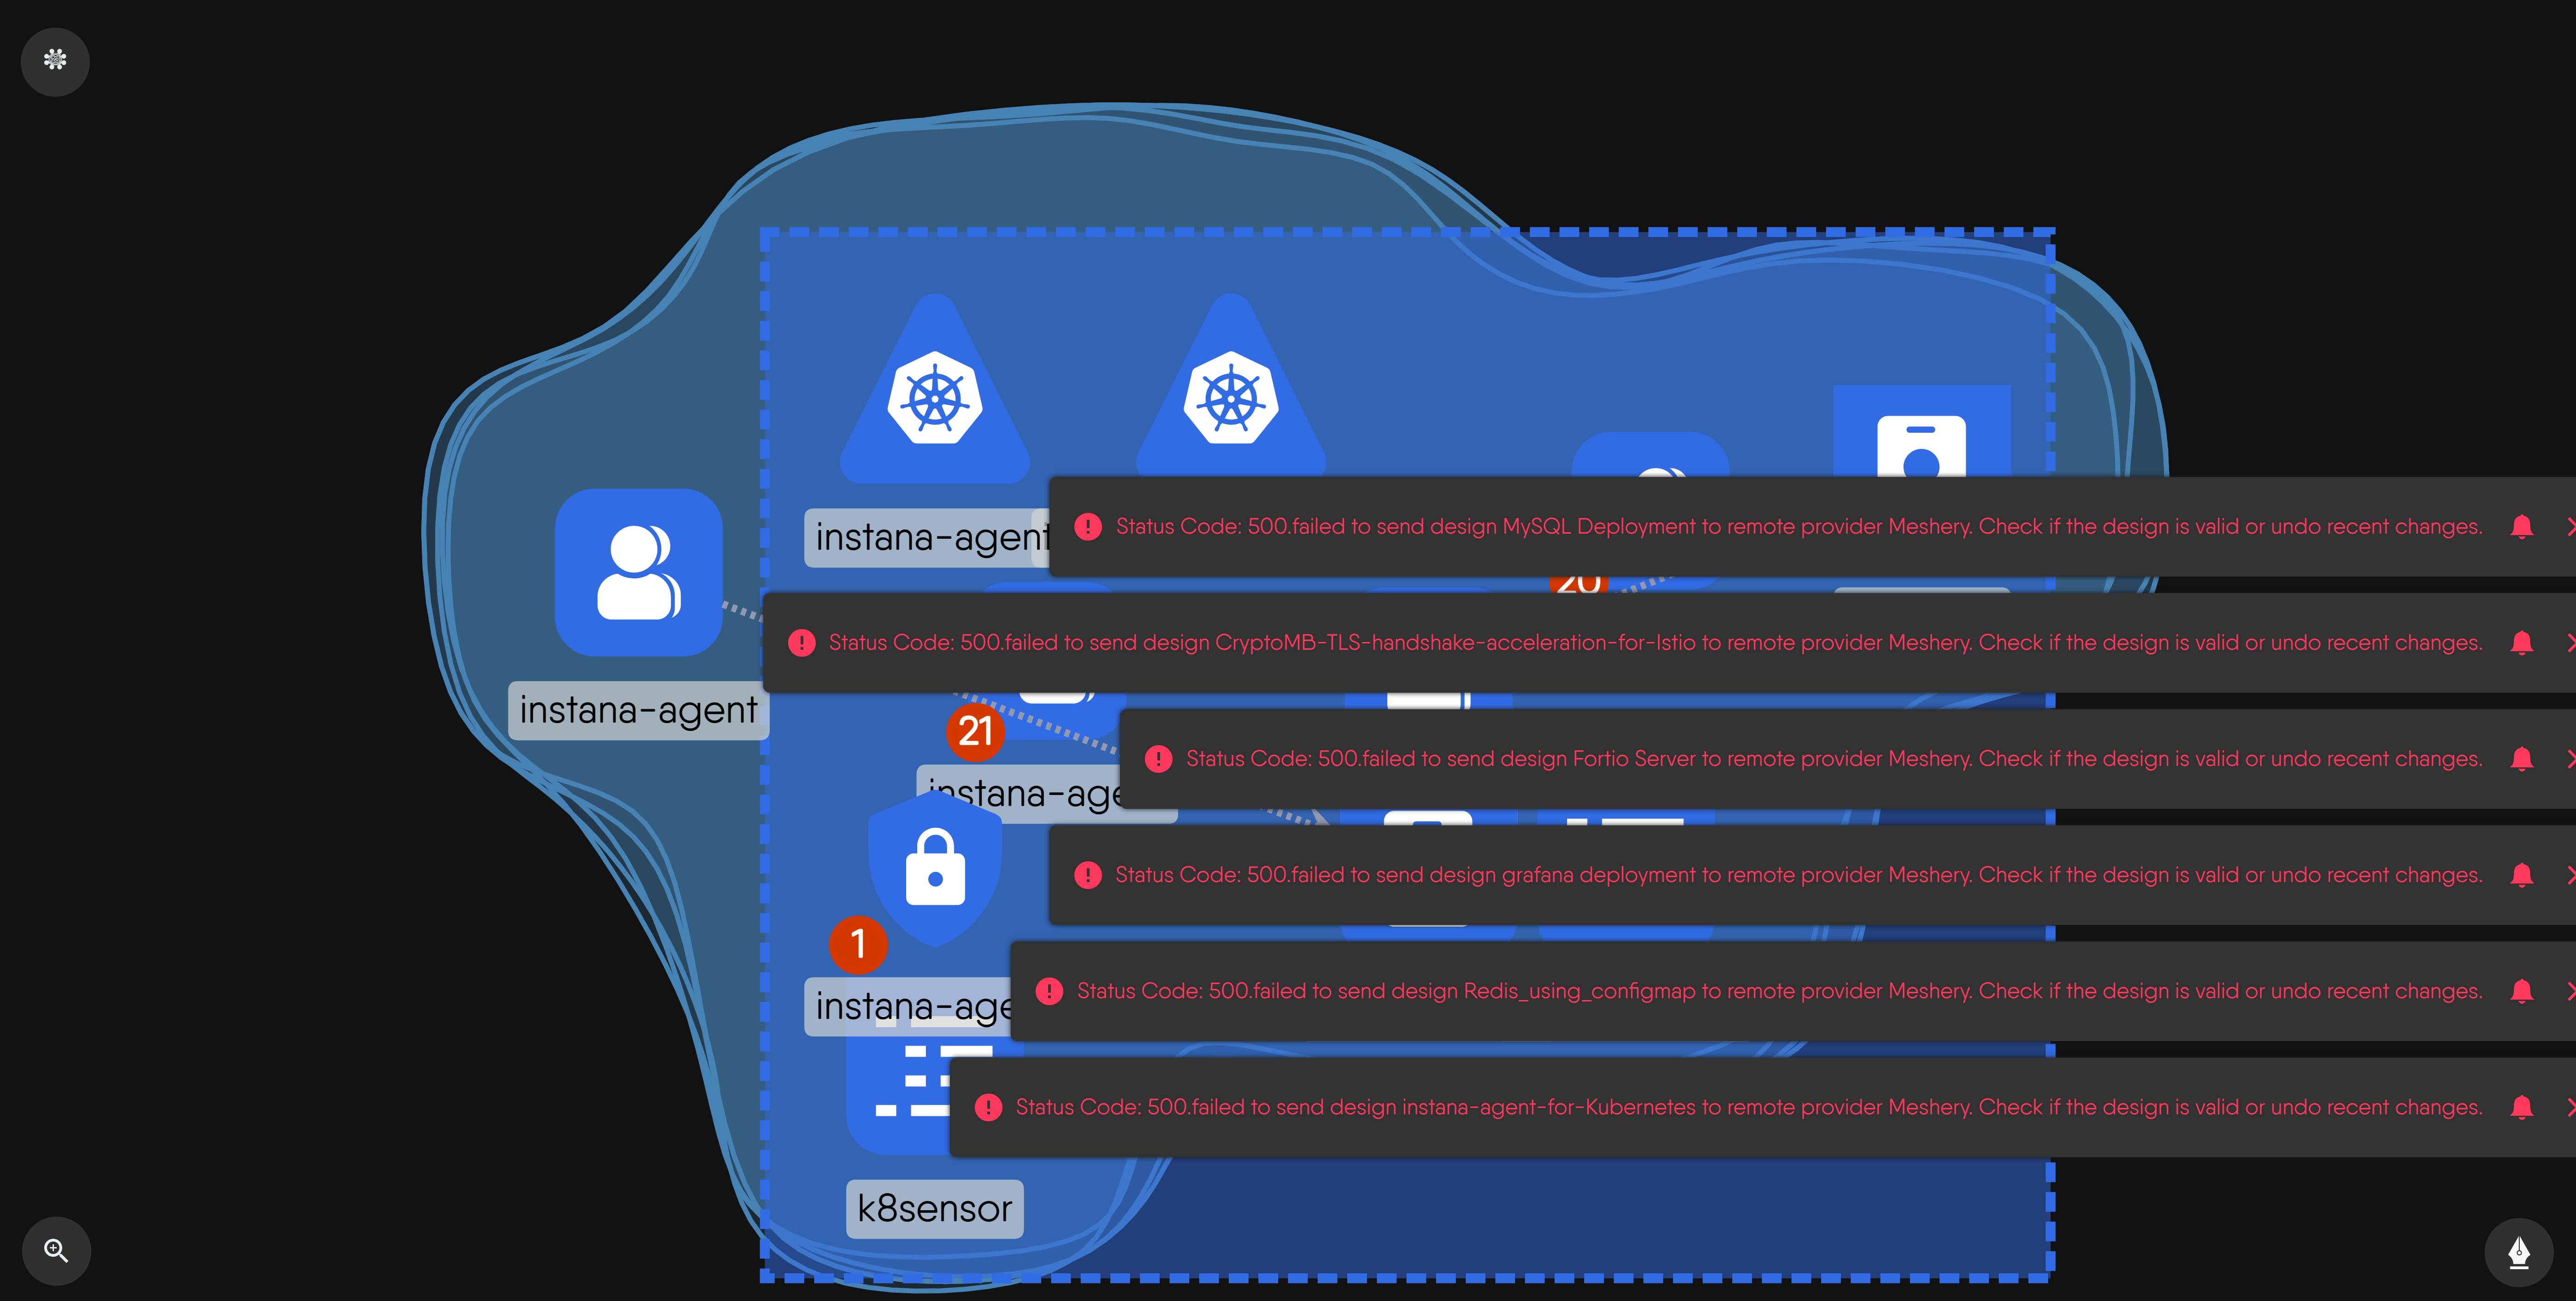 instana-agent
Status Code: 500.failed to send design MySQL Deployment to remote provider Meshery. Check if the design is valid or undo recent changes.
20
Status Code: 500.failed to send design CryptoMB-TLS-handshake-acceleration-for-Istio to remote provider Meshery. Check if the design is valid or undo recent changes.
instana-agent
21
Status Code: 500.failed to send design Fortio Server to remote provider Meshery. Check if the design is valid or undo recent changes.
instana-age
Status Code: 500.failed to send design grafana deployment to remote provider Meshery. Check if the design is valid or undo recent changes.
1
Status Code: 500.failed to send design Redis_using_configmap to remote provider Meshery. Check if the design is valid or undo recent changes.
instana-age
Status Code: 500.failed to send design instana-agent-for-Kubernetes to remote provider Meshery. Check if the design is valid or undo recent changes.
k8sensor